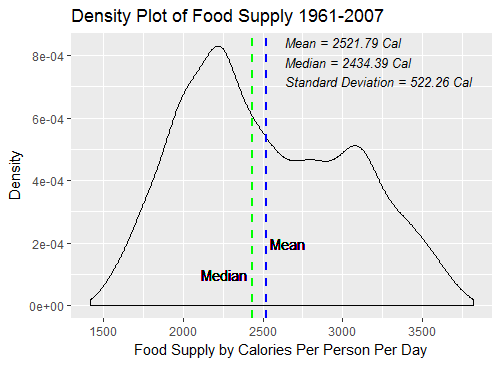 Density Plot of Food Supply 1961-2007
Mean = 2521.79 Cal
Median = 2434.39 Cal
Standard Deviation = 522.26 Cal
8e-04
6e-04
4e-04
2e-04
0e+00
Density
Mean
Median
1500
2000
2500
3000
3500
Food Supply by Calories Per Person Per Day